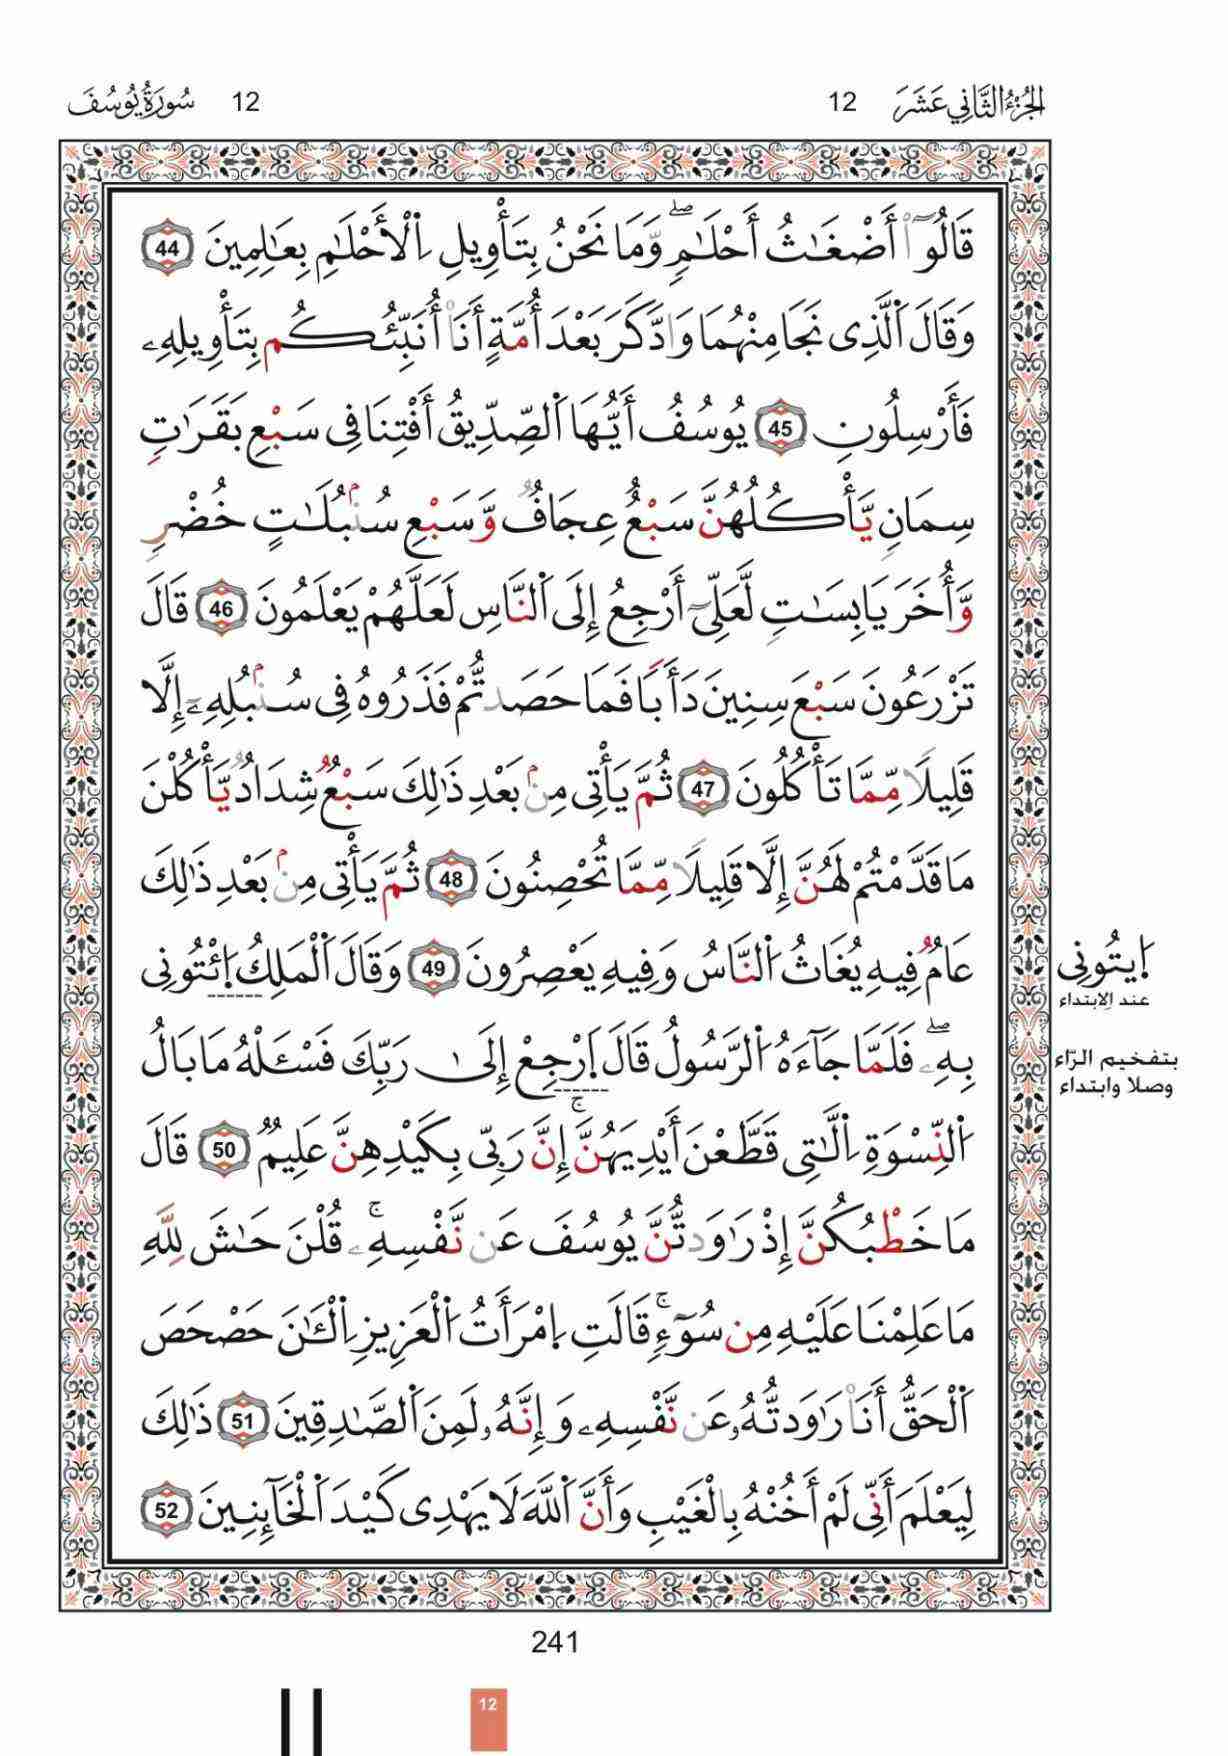 الجُزْءُ الثَّانِي عَشَرَ 12 12 سُورَةُ يُوسُفَ
قَالُوٓا۟ أَضْغَـٰثُ أَحْلَـٰمٍۖ وَّمَا نَحْنُ بِتَأْوِيلِ ٱلْأَحْلَـٰمِ بِعَـٰلِمِينَ 44
وَقَالَ ٱلَّذِى نَجَا مِنْهُمَا وَادَّكَرَ بَعْدَ أُمَّةٍ أَنَا۠ أُنَبِّئُكُم بِتَأْوِيلِهِۦ
فَأَرْسِلُونِ 45 يُوسُفُ أَيُّهَا ٱلصِّدِّيقُ أَفْتِنَا فِى سَبْعِ بَقَرَٰتٍ
سِمَانٍ يَّأْكُلُهُنَّ سَبْعٌ عِجَافٌ وَّسَبْعِ سُنۢبُلَـٰتٍ خُضْرٍ
وَّأُخَرَ يَابِسَـٰتٍ لَّعَلِّىٓ أَرْجِعُ إِلَى ٱلنَّاسِ لَعَلَّهُمْ يَعْلَمُونَ 46 قَالَ
تَزْرَعُونَ سَبْعَ سِنِينَ دَأَبًا فَمَا حَصَدتُّمْ فَذَرُوهُ فِى سُنۢبُلِهِۦٓ إِلَّا
قَلِيلًا مِّمَّا تَأْكُلُونَ 47 ثُمَّ يَأْتِى مِنۢ بَعْدِ ذَٰلِكَ سَبْعٌ شِدَادٌ يَّأْكُلْنَ
مَا قَدَّمْتُمْ لَهُنَّ إِلَّا قَلِيلًا مِّمَّا تُحْصِنُونَ 48 ثُمَّ يَأْتِى مِنۢ بَعْدِ ذَٰلِكَ
عَامٌ فِيهِ يُغَاثُ ٱلنَّاسُ وَفِيهِ يَعْصِرُونَ 49 وَقَالَ ٱلْمَلِكُ ٱئْتُونِى
بِهِۦۖ فَلَمَّا جَآءَهُ ٱلرَّسُولُ قَالَ ٱرْجِعْ إِلَىٰ رَبِّكَ فَسْـَٔلْهُ مَا بَالُ
ٱلنِّسْوَةِ ٱلَّـٰتِى قَطَّعْنَ أَيْدِيَهُنَّۚ إِنَّ رَبِّى بِكَيْدِهِنَّ عَلِيمٌ 50 قَالَ
مَا خَطْبُكُنَّ إِذْ رَٰوَدتُّنَّ يُوسُفَ عَن نَّفْسِهِۦۚ قُلْنَ حَـٰشَ لِلَّهِ
مَا عَلِمْنَا عَلَيْهِ مِن سُوٓءٍۚ قَالَتِ ٱمْرَأَتُ ٱلْعَزِيزِ ٱلْـَٔـٰنَ حَصْحَصَ
ٱلْحَقُّ أَنَا۠ رَٰوَدتُّهُۥ عَن نَّفْسِهِۦ وَإِنَّهُۥ لَمِنَ ٱلصَّـٰدِقِينَ 51 ذَٰلِكَ
لِيَعْلَمَ أَنِّى لَمْ أَخُنْهُ بِالْغَيْبِ وَأَنَّ ٱللَّهَ لَا يَهْدِى كَيْدَ ٱلْخَآئِنِينَ 52
اِيتُونِى
عند الابتداء
بتفخيم الرّاء
وصلا وابتداء
241
12